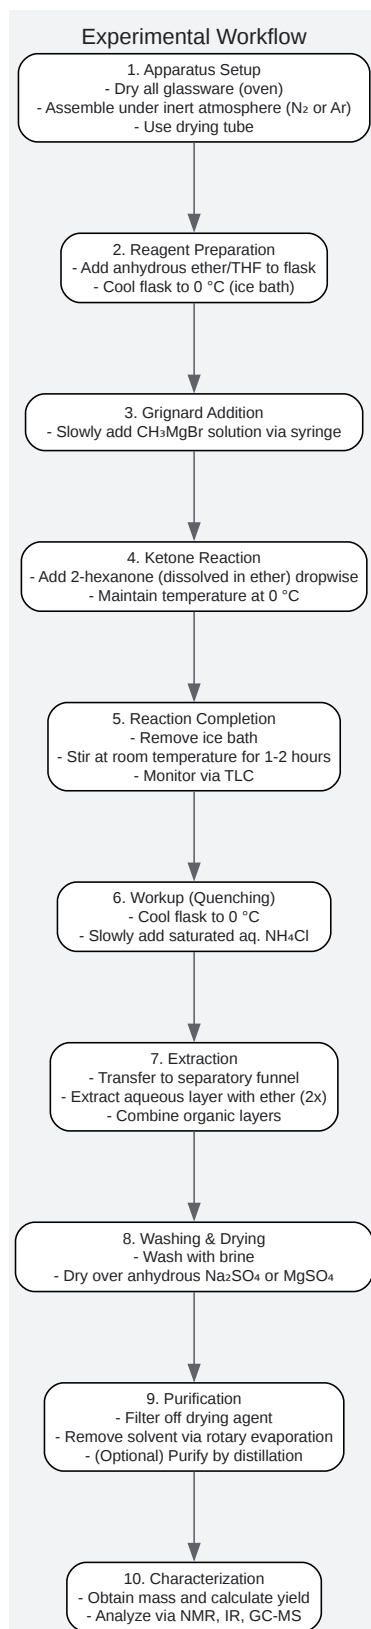 Experimental Workflow
1. Apparatus Setup
- Dry all glassware (oven)
- Assemble under inert atmosphere (N₂ or Ar)
- Use drying tube
2. Reagent Preparation
- Add anhydrous ether/THF to flask
- Cool flask to 0 °C (ice bath)
3. Grignard Addition
- Slowly add CH₃MgBr solution via syringe
4. Ketone Reaction
- Add 2-hexanone (dissolved in ether) dropwise
- Maintain temperature at 0 °C
5. Reaction Completion
- Remove ice bath
- Stir at room temperature for 1-2 hours
- Monitor via TLC
6. Workup (Quenching)
- Cool flask to 0 °C
- Slowly add saturated aq. NH₄Cl
7. Extraction
- Transfer to separatory funnel
- Extract aqueous layer with ether (2x)
- Combine organic layers
8. Washing & Drying
- Wash with brine
- Dry over anhydrous Na₂SO₄ or MgSO₄
9. Purification
- Filter off drying agent
- Remove solvent via rotary evaporation
- (Optional) Purify by distillation
10. Characterization
- Obtain mass and calculate yield
- Analyze via NMR, IR, GC-MS